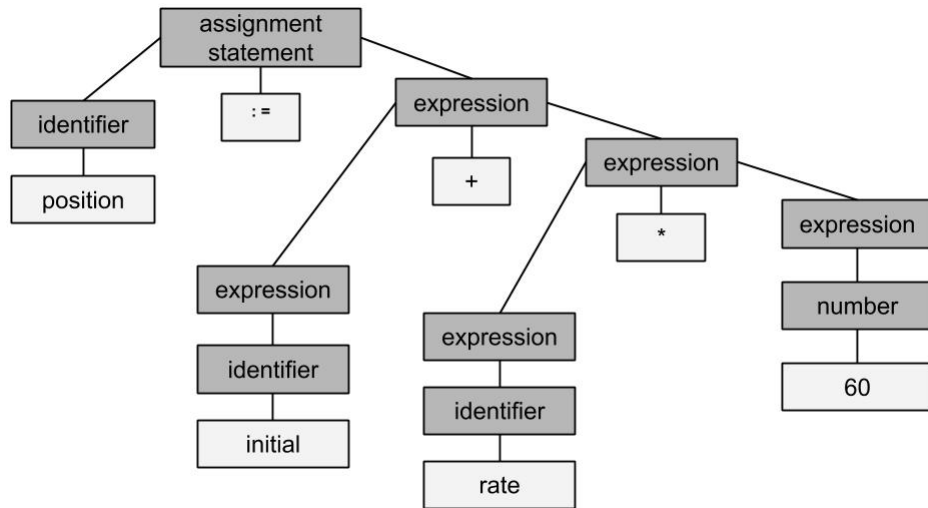 assignment
statement
expression
identifier
:=
expression
position
+
*
expression
expression
number
expression
identifier
60
identifier
initial
rate